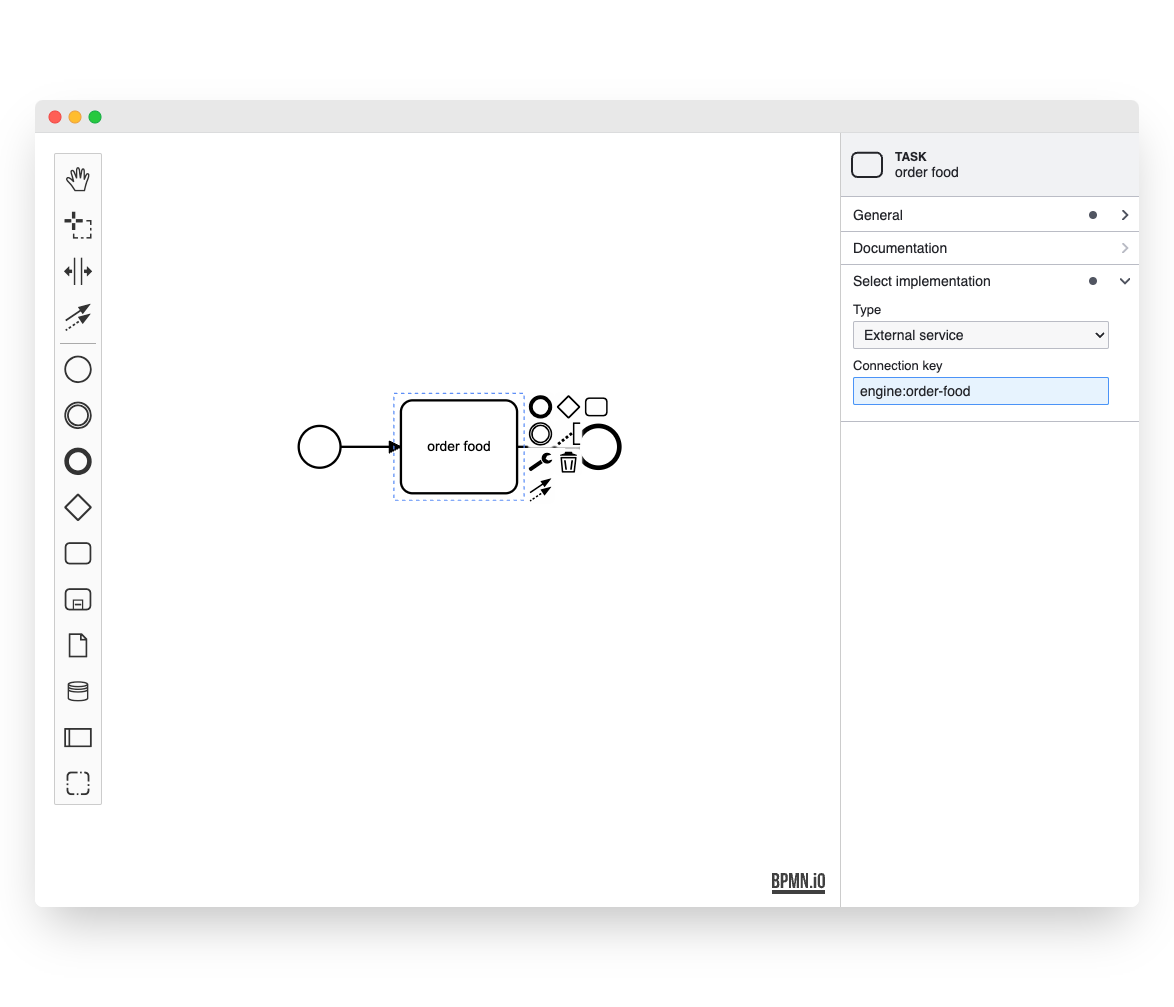 TASK
order food
General
Documentation
Select implementation
Type
External service
Connection key
engine:order-food
order food
BPMN.iO